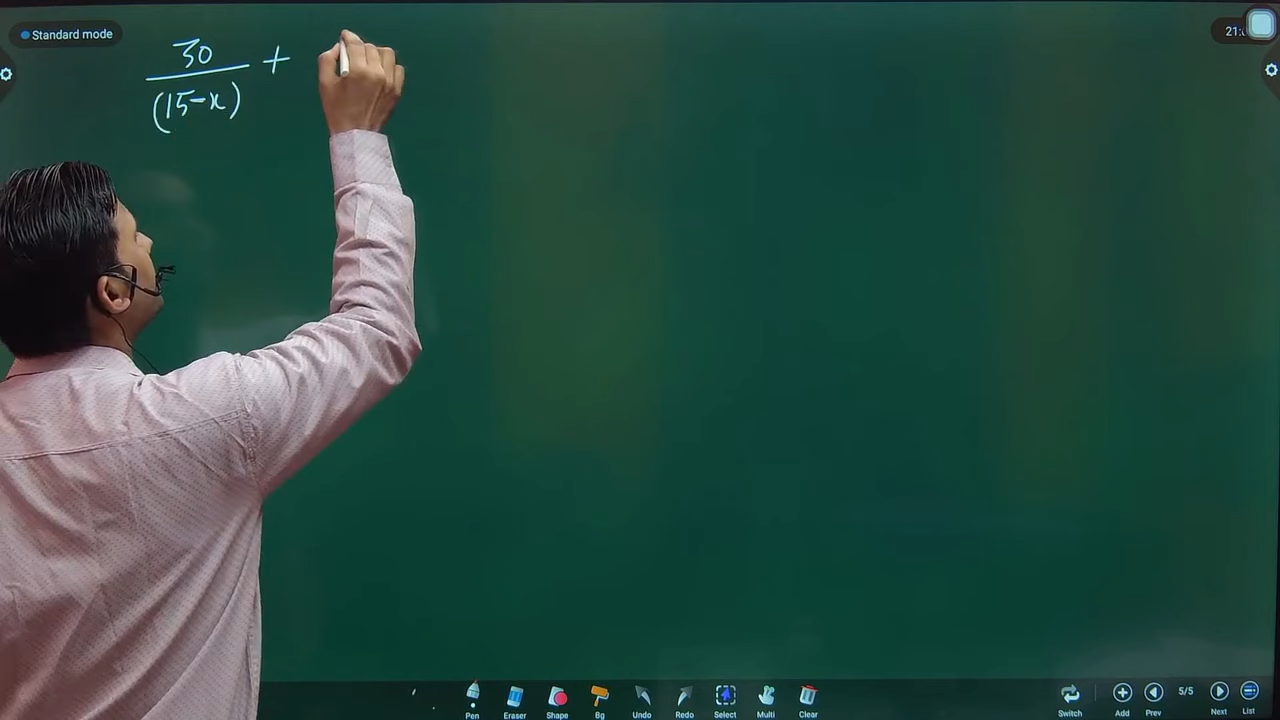 Standard mode
21:
30
(15-x)
+
Pen
Eraser
Shape
Bg
Undo
Redo
Select
Multi
Clear
Switch
Add
Prev
5/5
Next
List